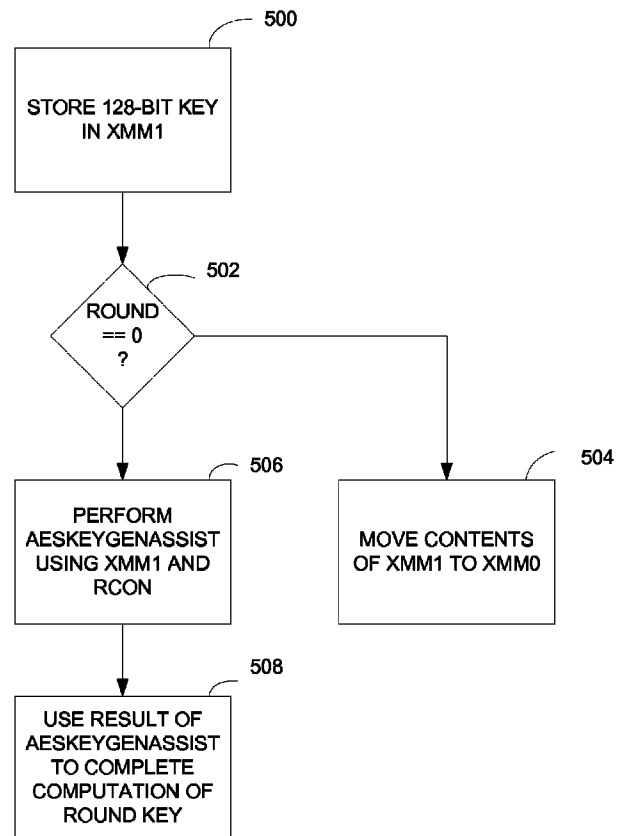 500
STORE 128-BIT KEY
IN XMM1
502
ROUND
== 0
?
506
PERFORM
AESKEYGENASSIST
USING XMM1 AND
RCON
504
MOVE CONTENTS
OF XMM1 TO XMM0
508
USE RESULT OF
AESKEYGENASSIST
TO COMPLETE
COMPUTATION OF
ROUND KEY